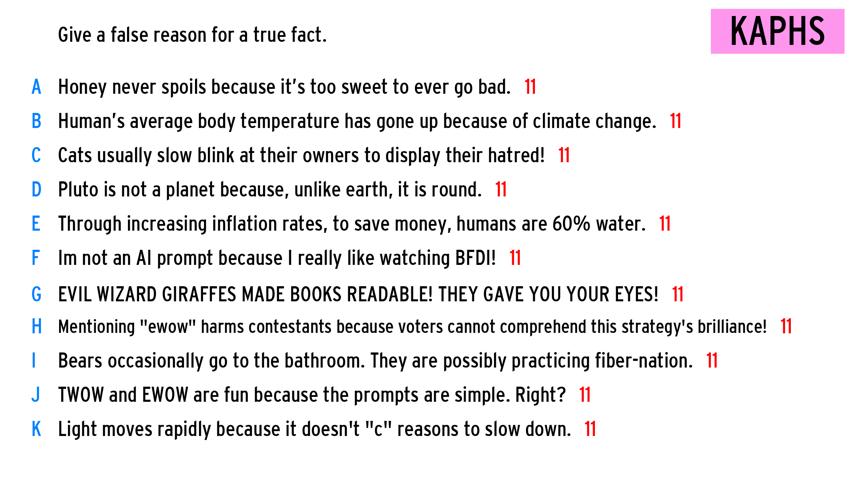 Give a false reason for a true fact.
KAPHS
A Honey never spoils because it's too sweet to ever go bad. 11
B Human's average body temperature has gone up because of climate change. 11
C Cats usually slow blink at their owners to display their hatred! 11
D Pluto is not a planet because, unlike earth, it is round. 11
E Through increasing inflation rates, to save money, humans are 60% water. 11
F Im not an AI prompt because I really like watching BFDI! 11
G EVIL WIZARD GIRAFFES MADE BOOKS READABLE! THEY GAVE YOU YOUR EYES! 11
H Mentioning "ewow" harms contestants because voters cannot comprehend this strategy's brilliance! 11
I Bears occasionally go to the bathroom. They are possibly practicing fiber-nation. 11
J TWOW and EWOW are fun because the prompts are simple. Right? 11
K Light moves rapidly because it doesn't "c" reasons to slow down. 11